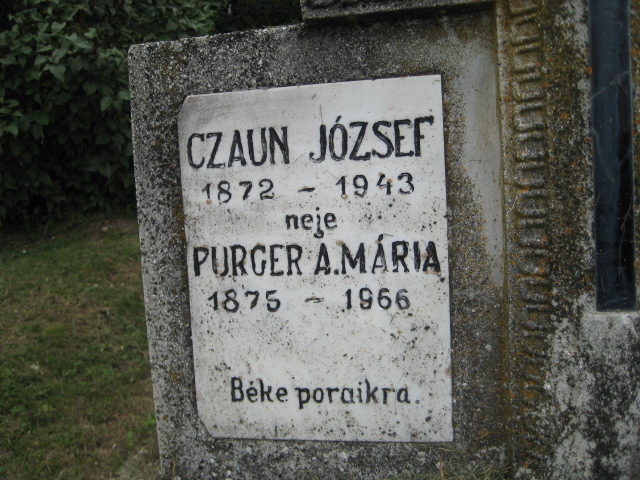 CZAUN JÓZSEF
1872 - 1943
neje
PURGER A. MÁRIA
1875 - 1966
Béke poraikra.